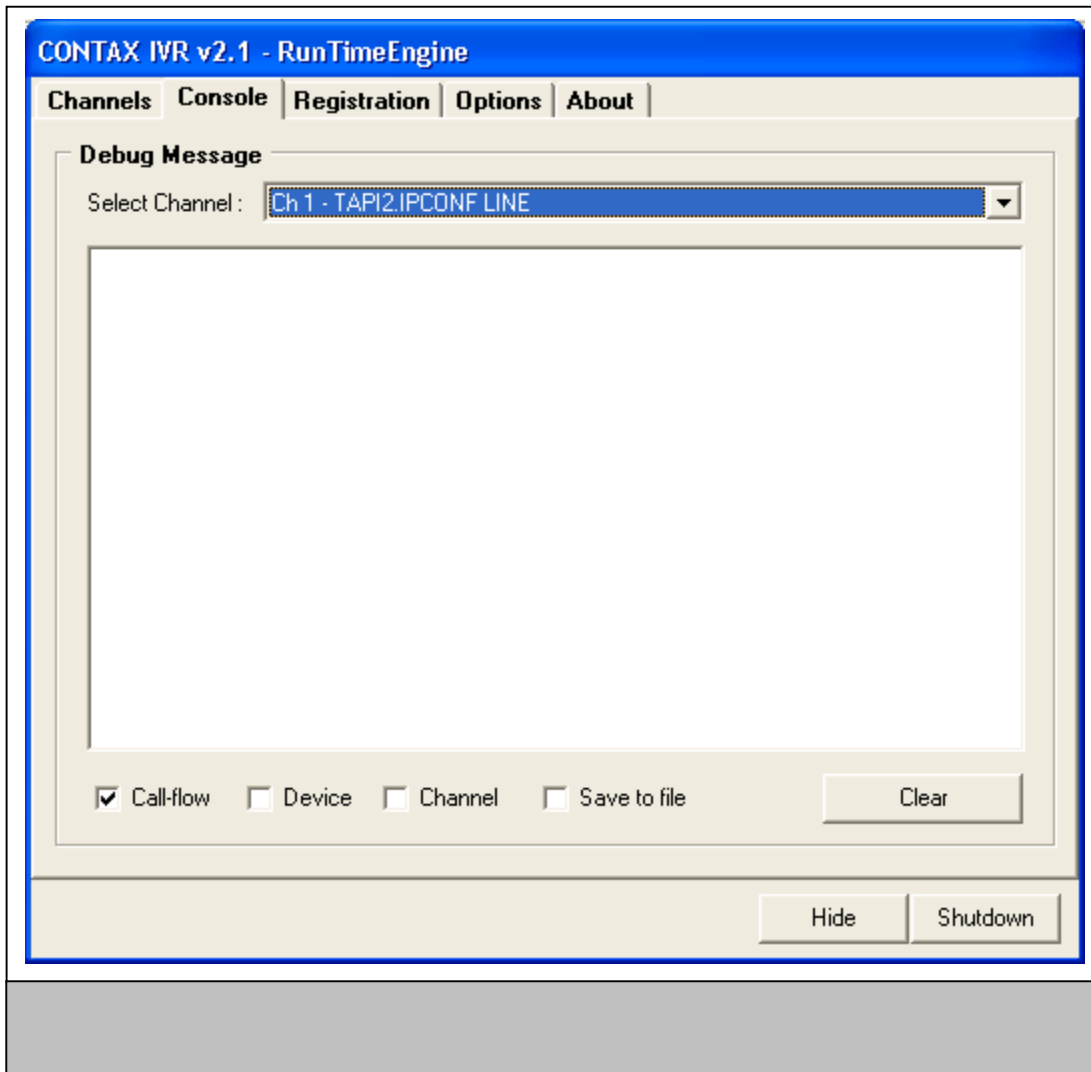 CONTAX IVR v2.1 - RunTimeEngine
Channels Console Registration Options About
Debug Message
Select Channel : Ch 1 - TAPI2.IPCONF LINE
Call-flow Device Channel Save to file Clear
Hide Shutdown